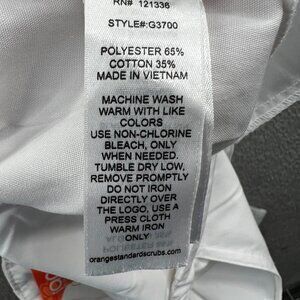 RN# 121336
STYLE#:G3700
POLYESTER 65%
COTTON 35%
MADE IN VIETNAM
MACHINE WASH
WARM WITH LIKE
COLORS
USE NON-CHLORINE
BLEACH, ONLY
WHEN NEEDED.
TUMBLE DRY LOW,
REMOVE PROMPTLY
DO NOT IRON
DIRECTLY OVER
THE LOGO, USE A
PRESS CLOTH
WARM IRON
ONLY
orangestandardscrubs.com